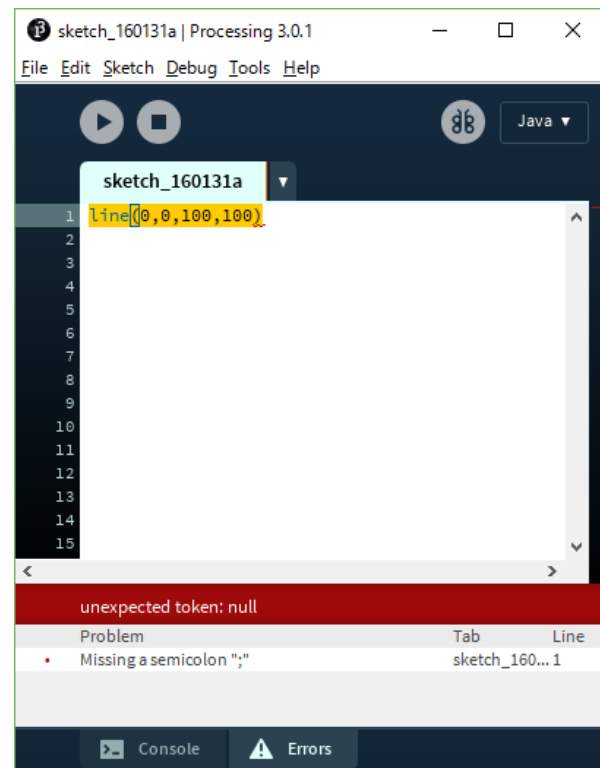 sketch_160131a | Processing 3.0.1
File Edit Sketch Debug Tools Help
Java ▼
sketch_160131a ▼
1 line(0,0,100,100)
2
3
4
5
6
7
8
9
10
11
12
13
14
15
unexpected token: null
Problem Tab Line
• Missing a semicolon ";" sketch_160... 1
Console Errors